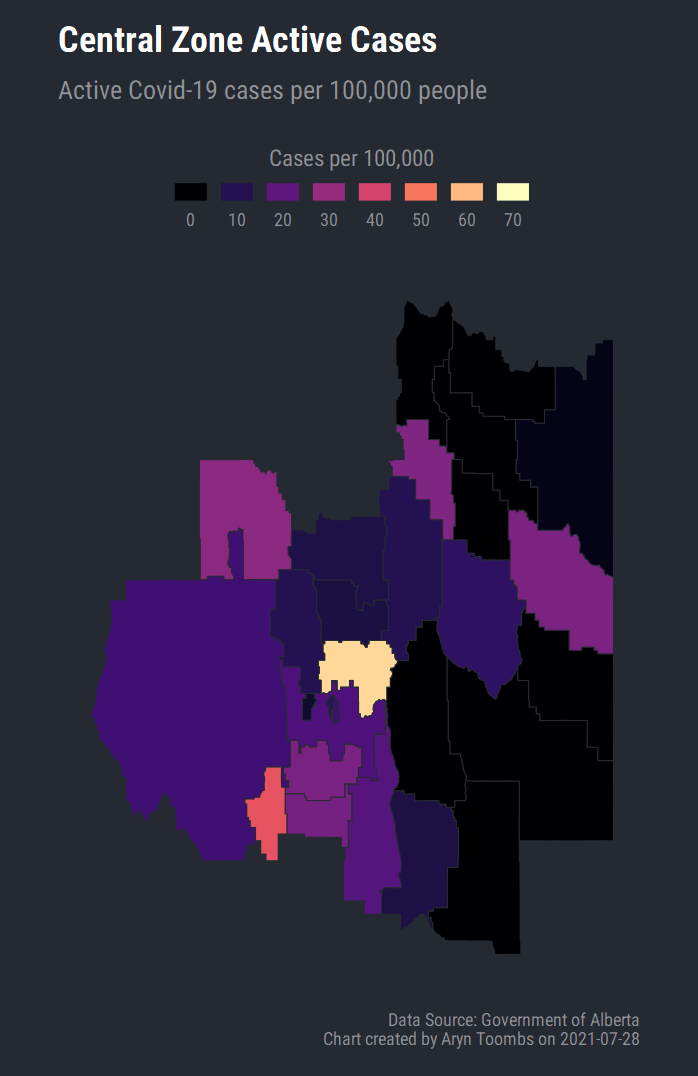 Central Zone Active Cases
Active Covid-19 cases per 100,000 people
Cases per 100,000
0 10 20 30 40 50 60 70
Data Source: Government of Alberta
Chart created by Aryn Toombs on 2021-07-28